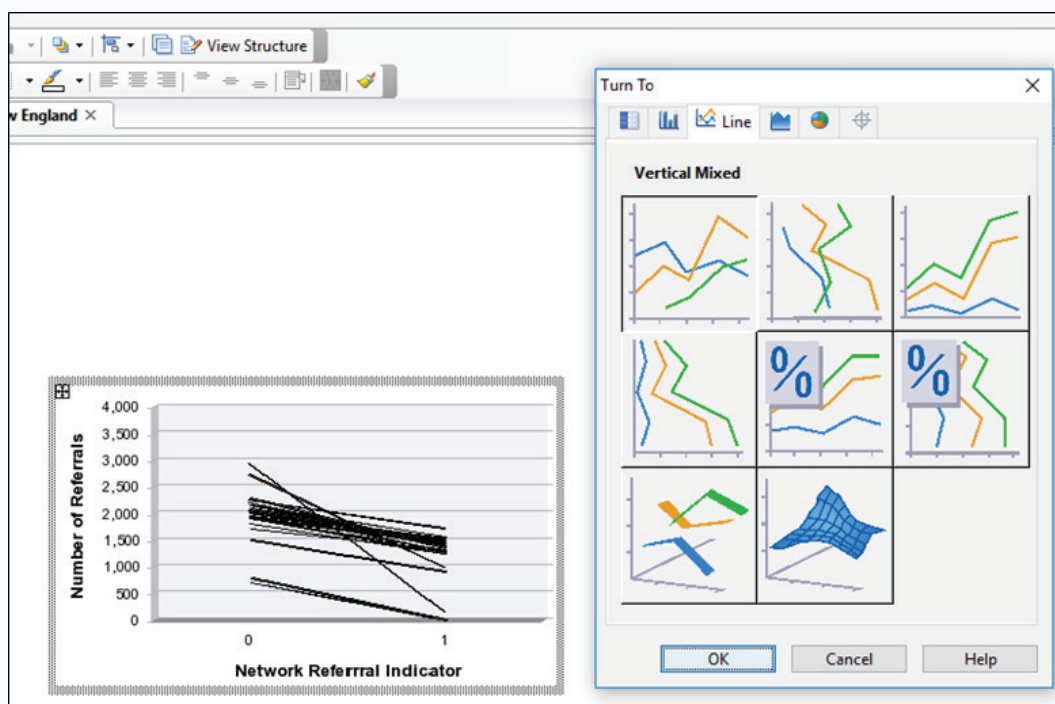 View Structure
w England
Turn To
Line
Vertical Mixed
%
%
4,000
3,500
3,000
2,500
2,000
1,500
1,000
500
0
Number of Referrals
0
1
Network Referrral Indicator
OK
Cancel
Help